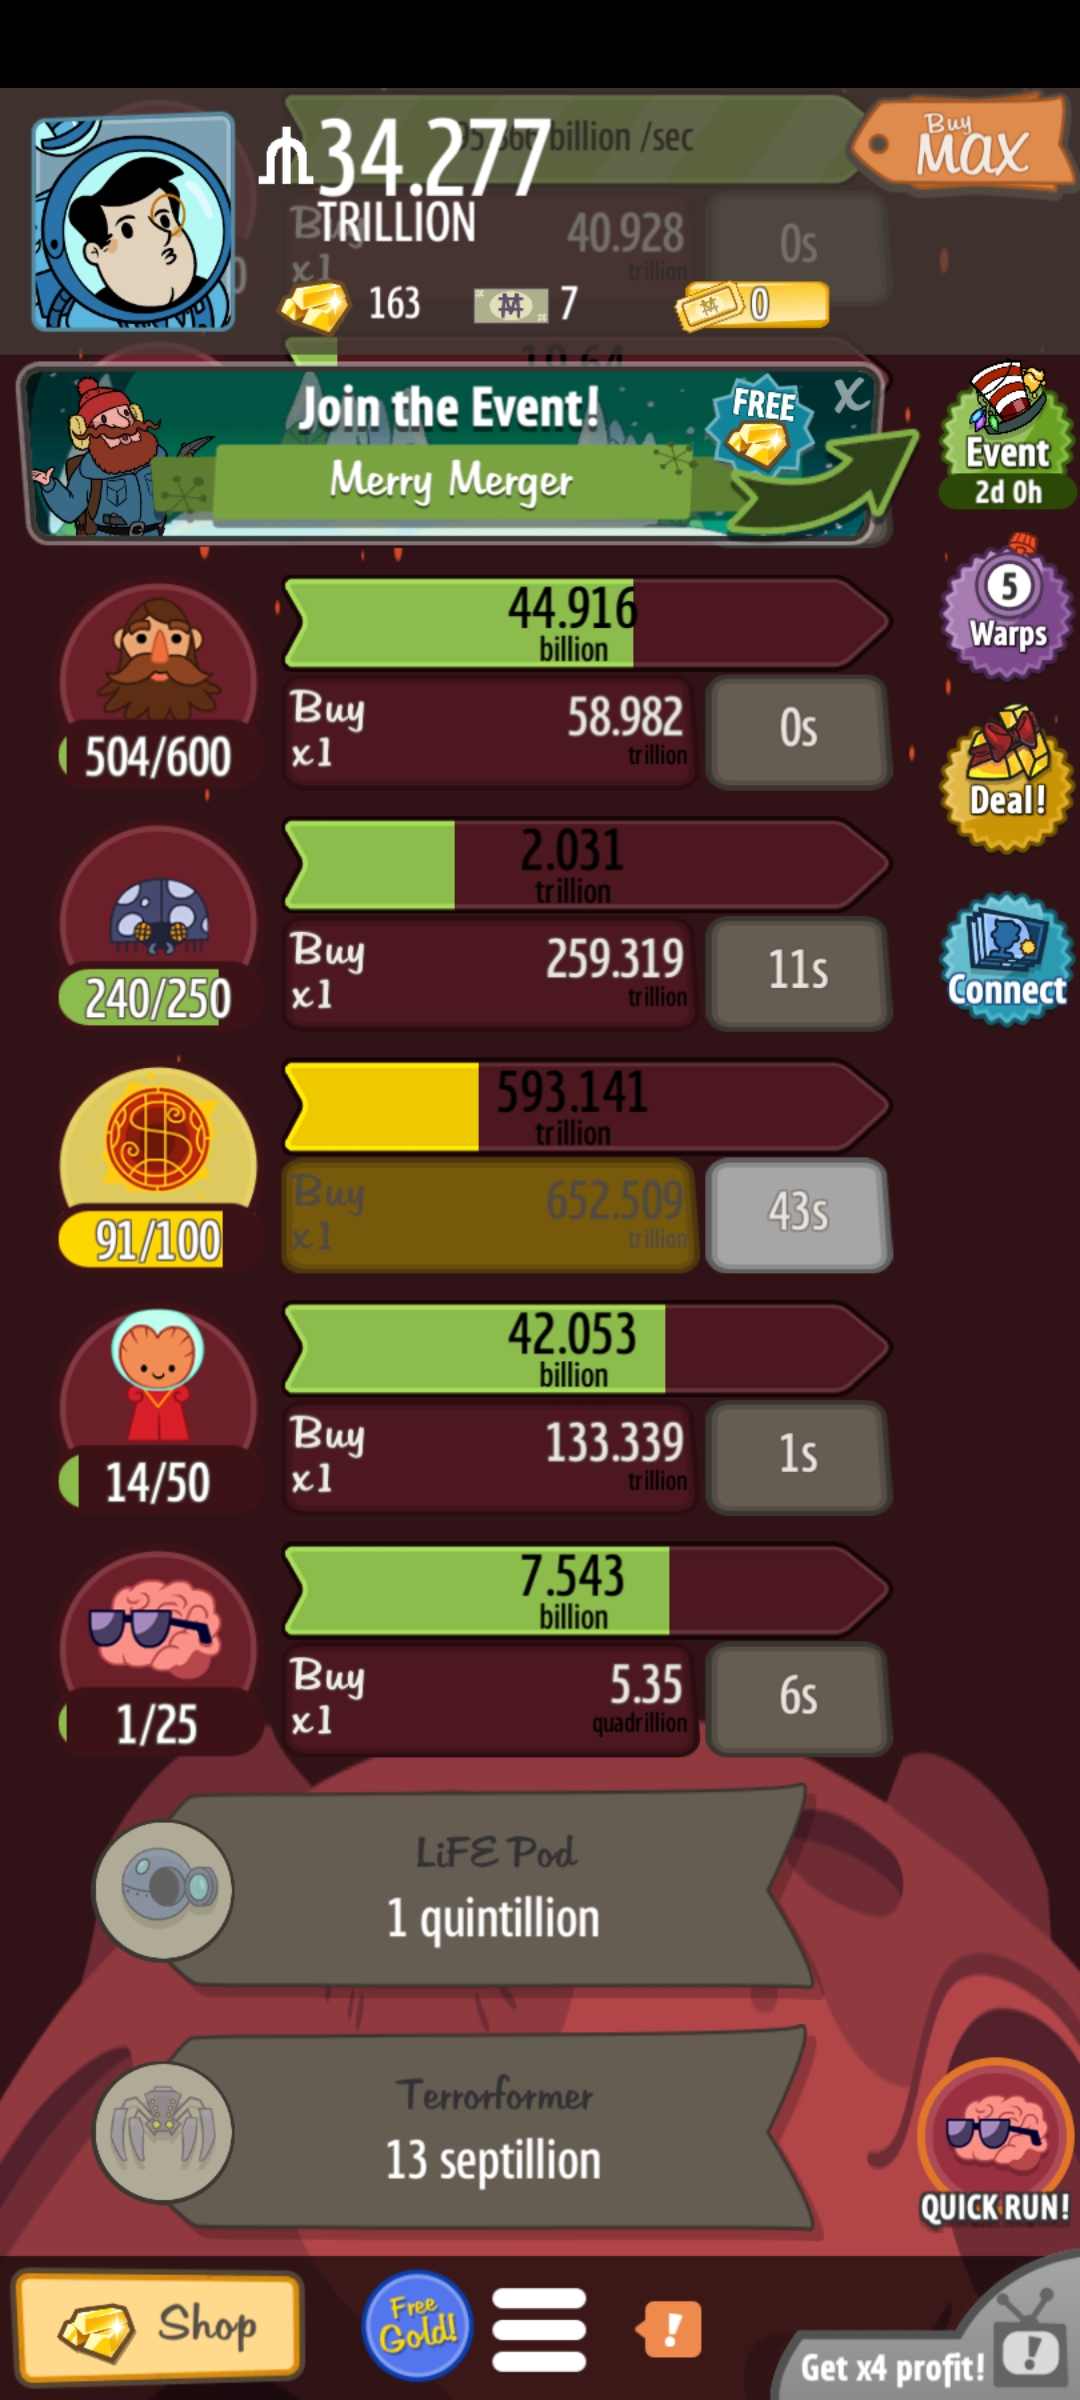 billion /sec
Buy
MAX
34.277
TRILLION
Buy
x1
40.928
trillion
0s
163
7
0
19.64
Join the Event!
FREE
X
Merry Merger
Event
2d 0h
5
Warps
Deal!
Connect
44.916
billion
504/600
Buy
x1
58.982
trillion
0s
2.031
trillion
240/250
Buy
x1
259.319
trillion
11s
593.141
trillion
91/100
Buy
x1
652.509
trillion
43s
42.053
billion
14/50
Buy
x1
133.339
trillion
1s
7.543
billion
1/25
Buy
x1
5.35
quadrillion
6s
LiFE Pod
1 quintillion
Terrorformer
13 septillion
QUICK RUN!
Shop
Free
Gold!
!
Get x4 profit!
!